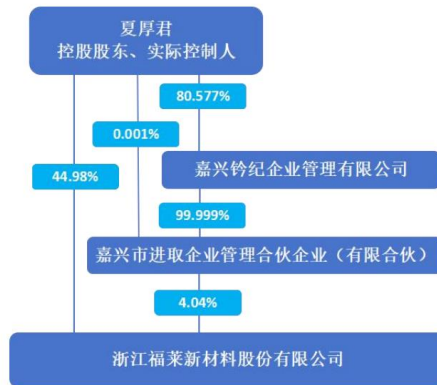 夏厚君
控股股东、实际控制人
80.577%
0.001%
44.98%
嘉兴钤纪企业管理有限公司
99.999%
嘉兴市进取企业管理合伙企业（有限合伙）
4.04%
浙江福莱新材料股份有限公司